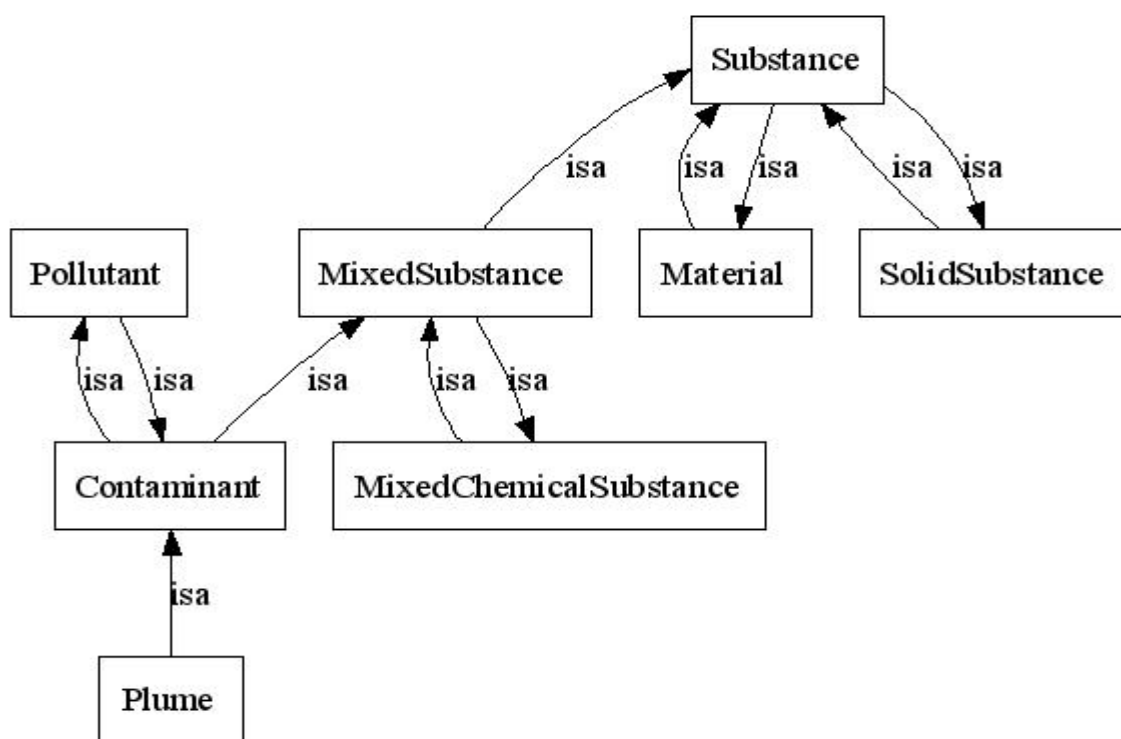 Substance
isa
isa
isa
isa
isa
Pollutant
MixedSubstance
Material
SolidSubstance
isa
isa
isa
isa
isa
Contaminant
MixedChemicalSubstance
isa
Plume